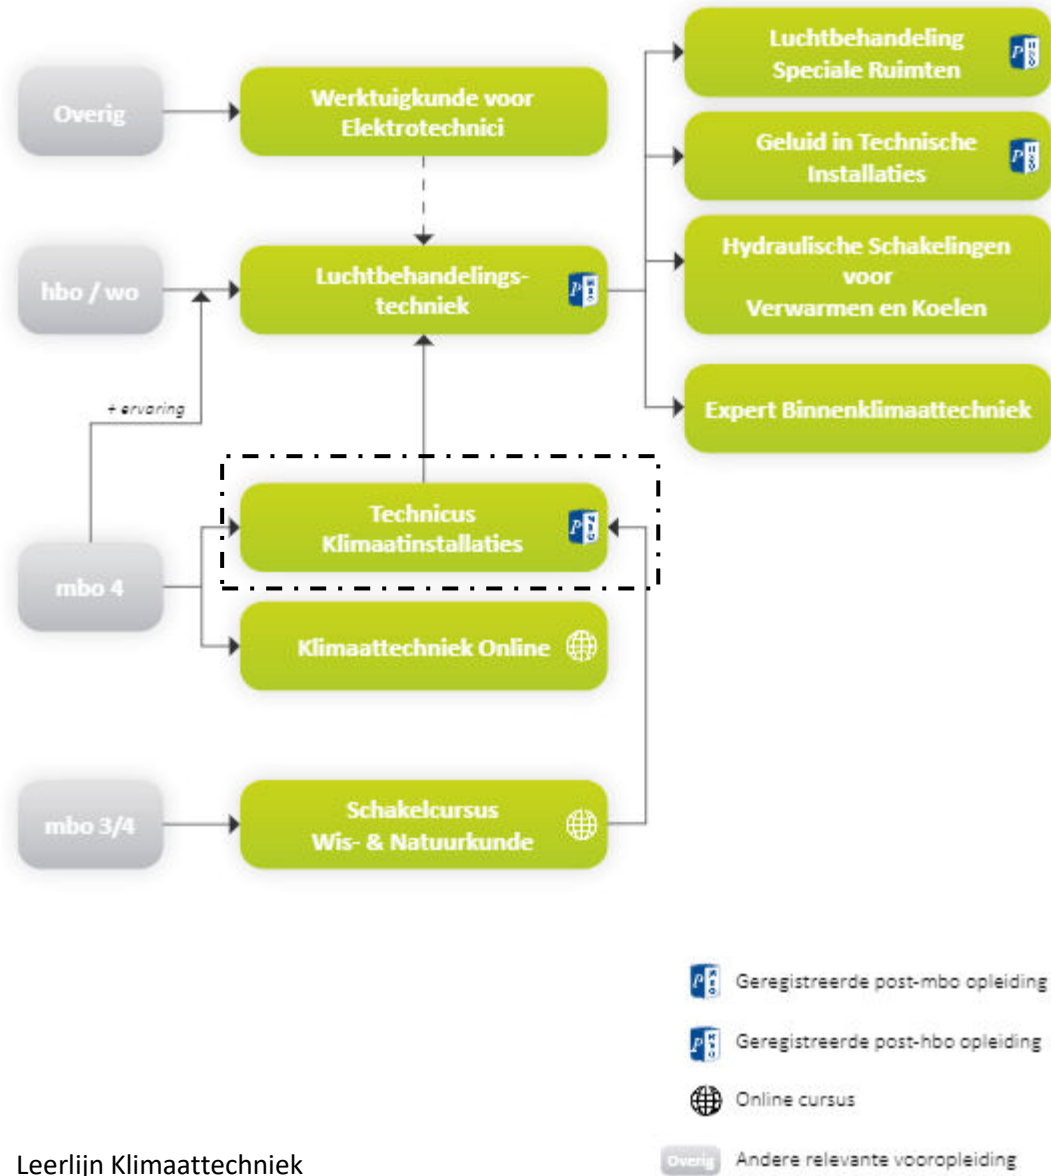 Overig
Werktuigkunde voor
Elektrotechnici
hbo / wo
Luchtbehandelings-
techniek
+ ervaring
mbo 4
Technicus
Klimaatinstallaties
Klimaattechniek Online
mbo 3/4
Schakelcursus
Wis- & Natuurkunde
Luchtbehandeling
Speciale Ruimten
Geluid in Technische
Installaties
Hydraulische Schakelingen
voor
Verwarmen en Koelen
Expert Binnenklimaattechniek
Geregistreerde post-mbo opleiding
Geregistreerde post-hbo opleiding
Online cursus
Overig
Andere relevante vooropleiding
Leerlijn Klimaattechniek